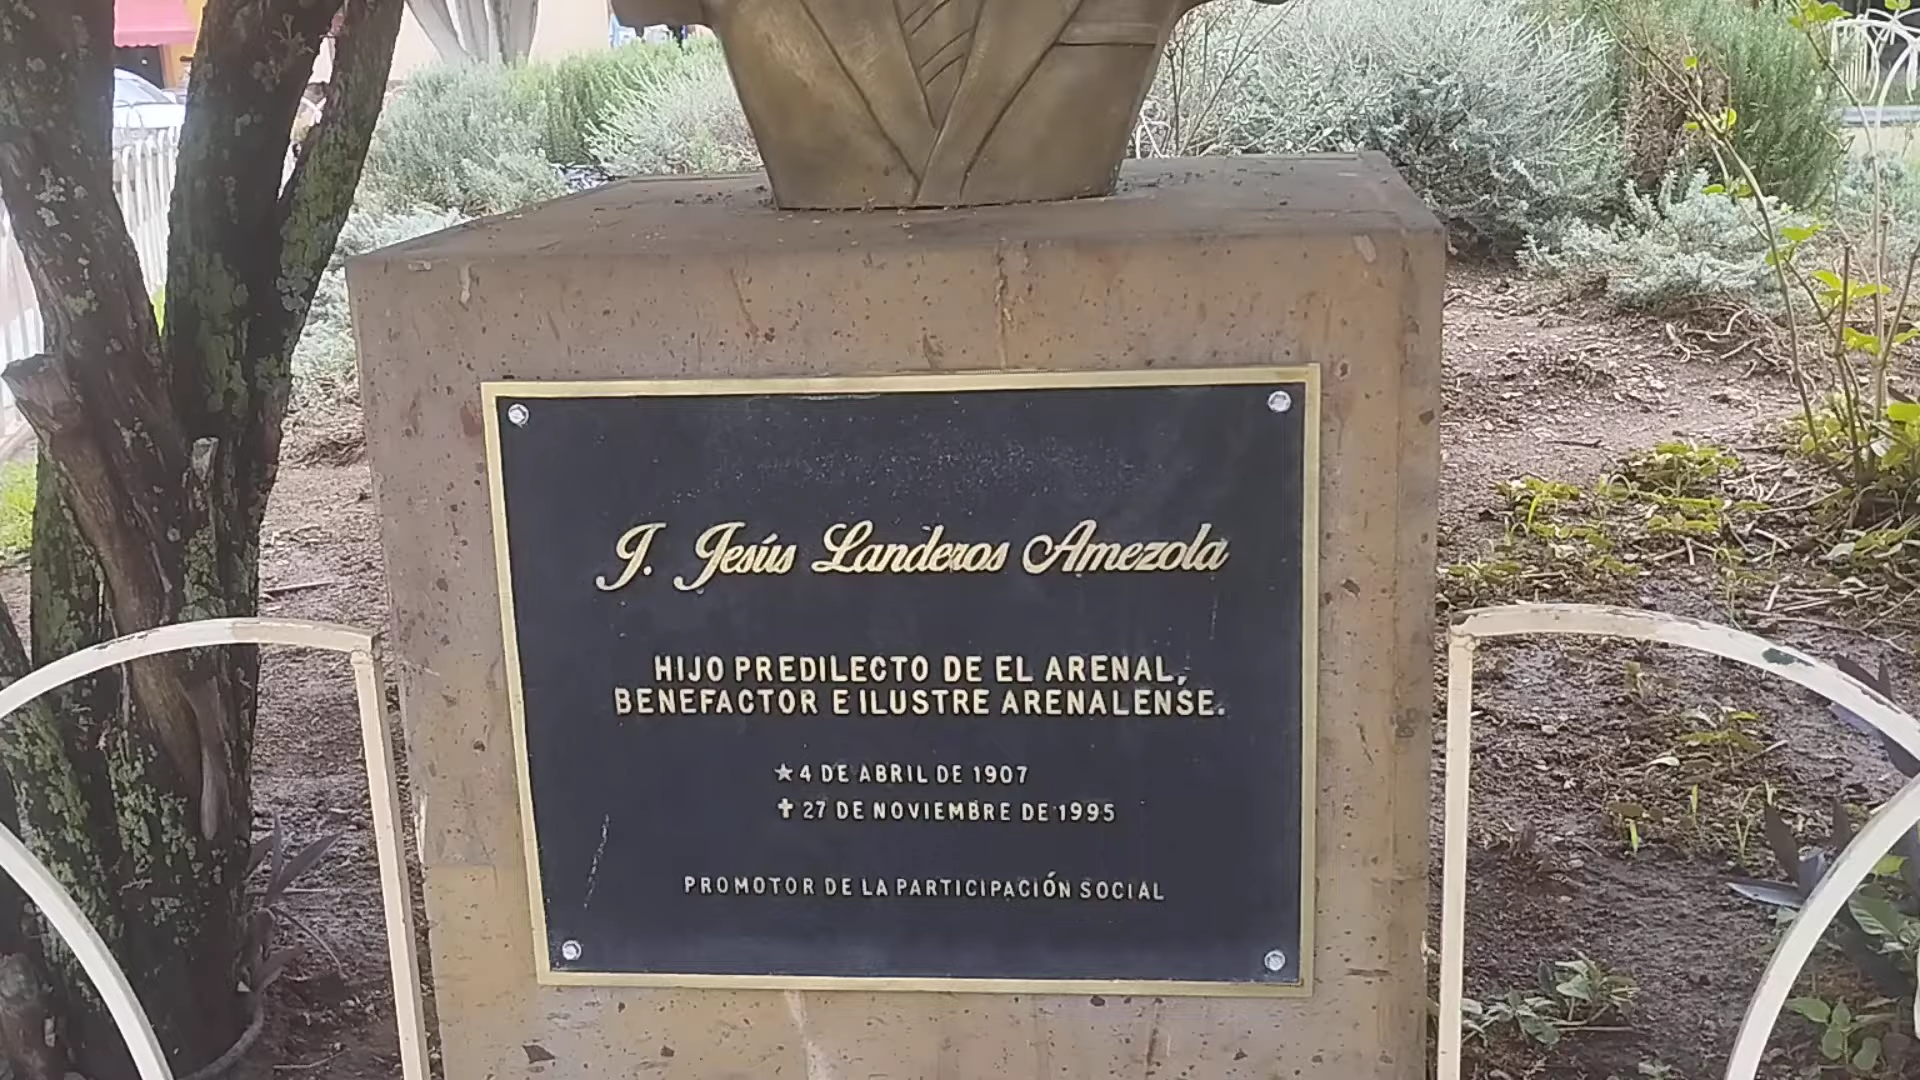 J. Jesús Landeros Amezola
HIJO PREDILECTO DE EL ARENAL,
BENEFACTOR E ILUSTRE ARENALENSE.
★ 4 DE ABRIL DE 1907
✝ 27 DE NOVIEMBRE DE 1995
PROMOTOR DE LA PARTICIPACIÓN SOCIAL